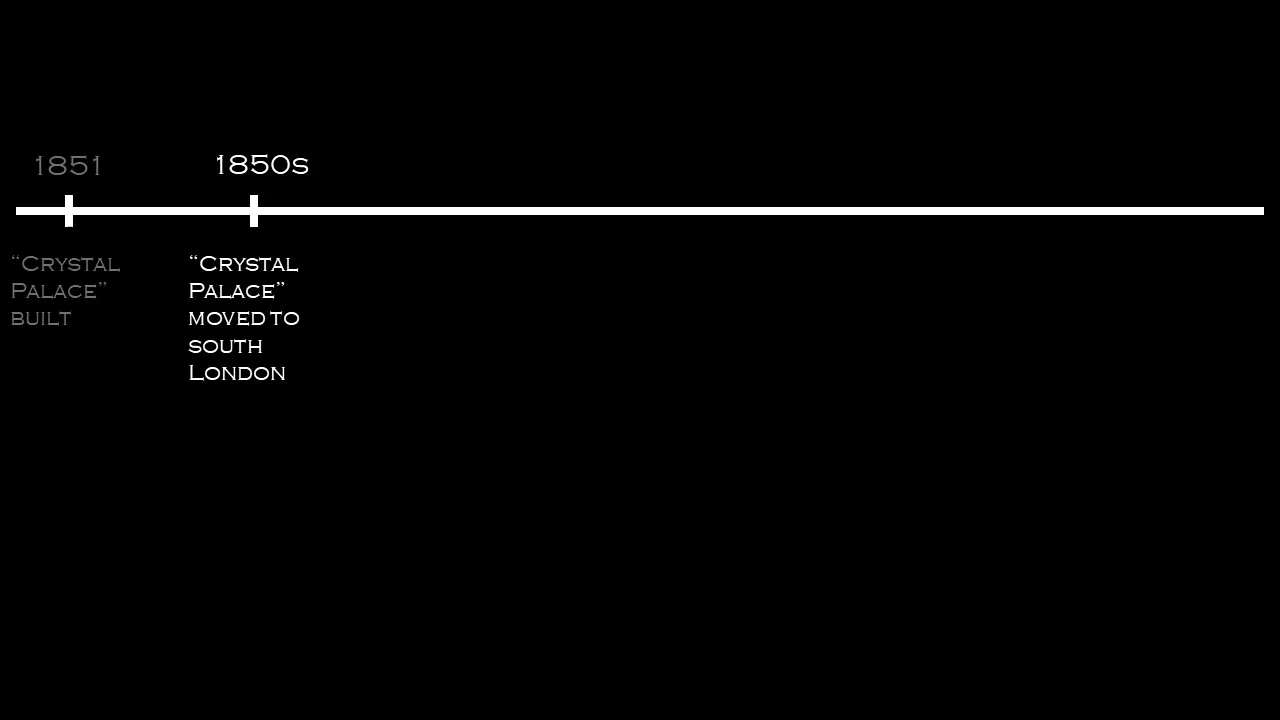 1851
1850s
“Crystal
Palace”
built
“Crystal
Palace”
moved to
south
London